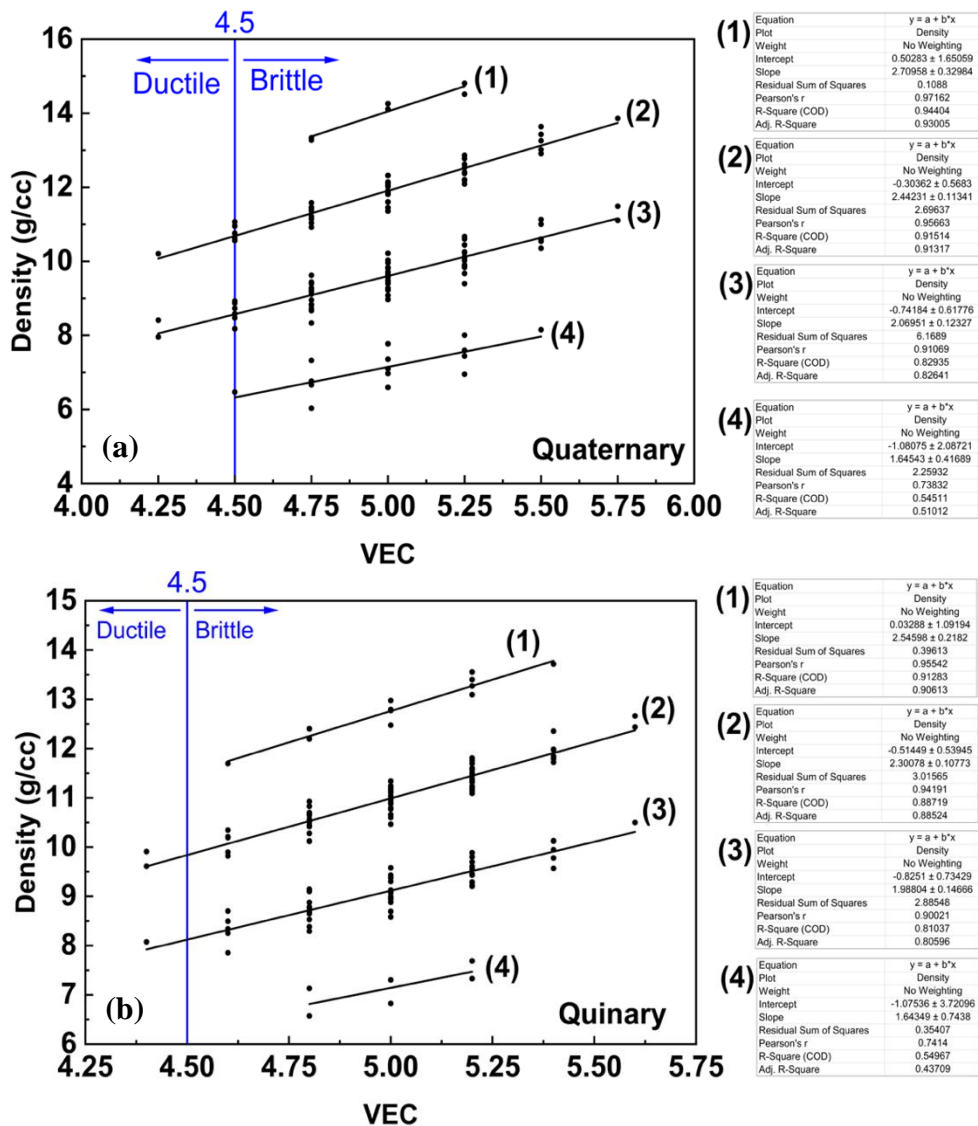 4.5
Ductile
Brittle
(1)
(2)
(3)
(4)
16
14
12
10
8
6
4
Density (g/cc)
(a)
Quaternary
4.00 4.25 4.50 4.75 5.00 5.25 5.50 5.75 6.00
VEC
(1)
Equation y = a + b*x
Plot Density
Weight No Weighting
Intercept 0.50283 ± 1.65059
Slope 2.70958 ± 0.32984
Residual Sum of Squares 0.1088
Pearson's r 0.97162
R-Square (COD) 0.94404
Adj. R-Square 0.93005
(2)
Equation y = a + b*x
Plot Density
Weight No Weighting
Intercept -0.30362 ± 0.5683
Slope 2.44231 ± 0.11341
Residual Sum of Squares 2.69637
Pearson's r 0.95663
R-Square (COD) 0.91514
Adj. R-Square 0.91317
(3)
Equation y = a + b*x
Plot Density
Weight No Weighting
Intercept -0.74184 ± 0.61776
Slope 2.06951 ± 0.12327
Residual Sum of Squares 6.1689
Pearson's r 0.91069
R-Square (COD) 0.82935
Adj. R-Square 0.82641
(4)
Equation y = a + b*x
Plot Density
Weight No Weighting
Intercept -1.08075 ± 2.08721
Slope 1.64543 ± 0.41689
Residual Sum of Squares 2.25932
Pearson's r 0.73832
R-Square (COD) 0.54511
Adj. R-Square 0.51012
4.5
Ductile
Brittle
(1)
(2)
(3)
(4)
15
14
13
12
11
10
9
8
7
6
Density (g/cc)
(b)
Quinary
4.25 4.50 4.75 5.00 5.25 5.50 5.75
VEC
(1)
Equation y = a + b*x
Plot Density
Weight No Weighting
Intercept 0.03288 ± 1.09194
Slope 2.54598 ± 0.2182
Residual Sum of Squares 0.39613
Pearson's r 0.95542
R-Square (COD) 0.91283
Adj. R-Square 0.90613
(2)
Equation y = a + b*x
Plot Density
Weight No Weighting
Intercept -0.51449 ± 0.53945
Slope 2.30078 ± 0.10773
Residual Sum of Squares 3.01565
Pearson's r 0.94191
R-Square (COD) 0.88719
Adj. R-Square 0.88524
(3)
Equation y = a + b*x
Plot Density
Weight No Weighting
Intercept -0.8251 ± 0.73429
Slope 1.98804 ± 0.14666
Residual Sum of Squares 2.88548
Pearson's r 0.90021
R-Square (COD) 0.81037
Adj. R-Square 0.80596
(4)
Equation y = a + b*x
Plot Density
Weight No Weighting
Intercept -1.07536 ± 3.72096
Slope 1.64349 ± 0.7438
Residual Sum of Squares 0.35407
Pearson's r 0.7414
R-Square (COD) 0.54967
Adj. R-Square 0.43709